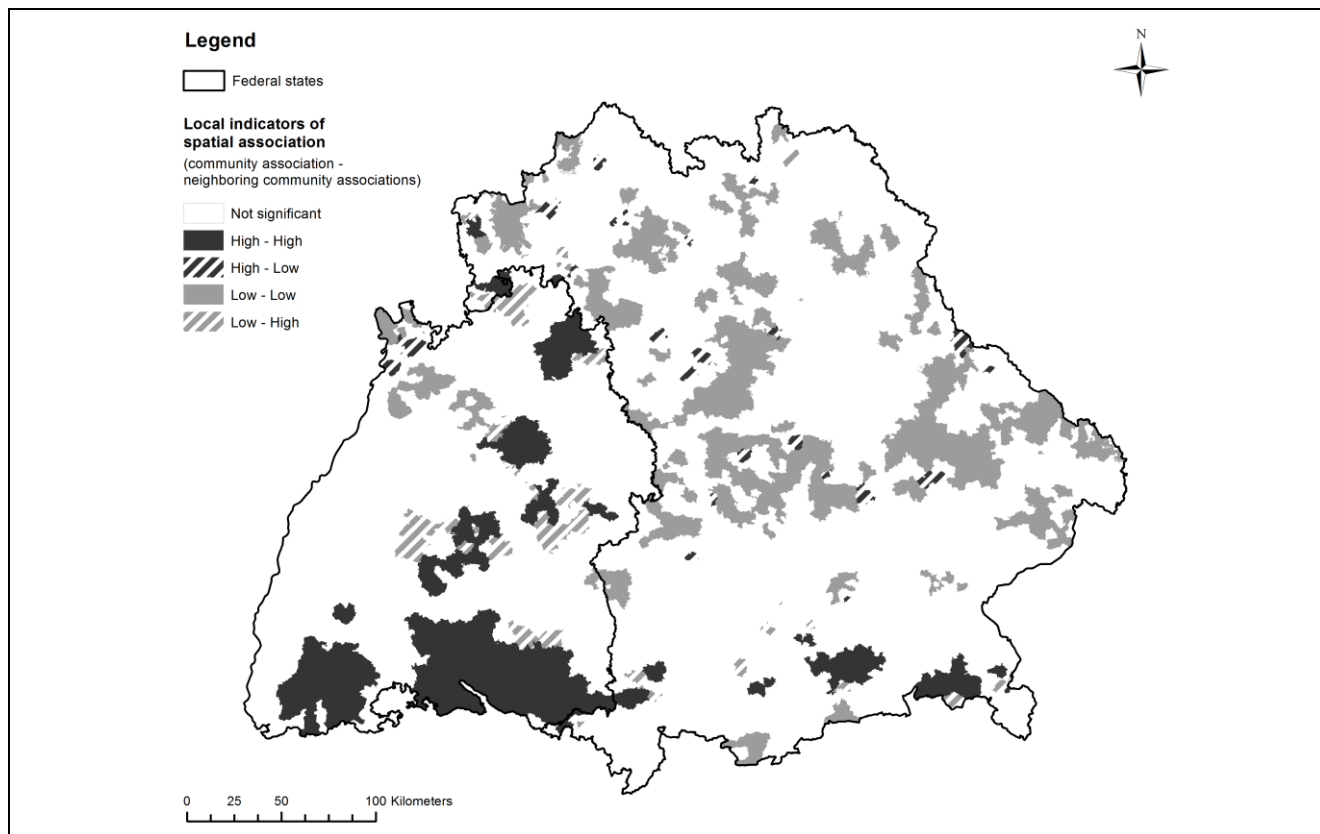 Legend
N
Federal states
Local indicators of
spatial association
(community association -
neighboring community associations)
Not significant
High - High
High - Low
Low - Low
Low - High
0 25 50 100 Kilometers